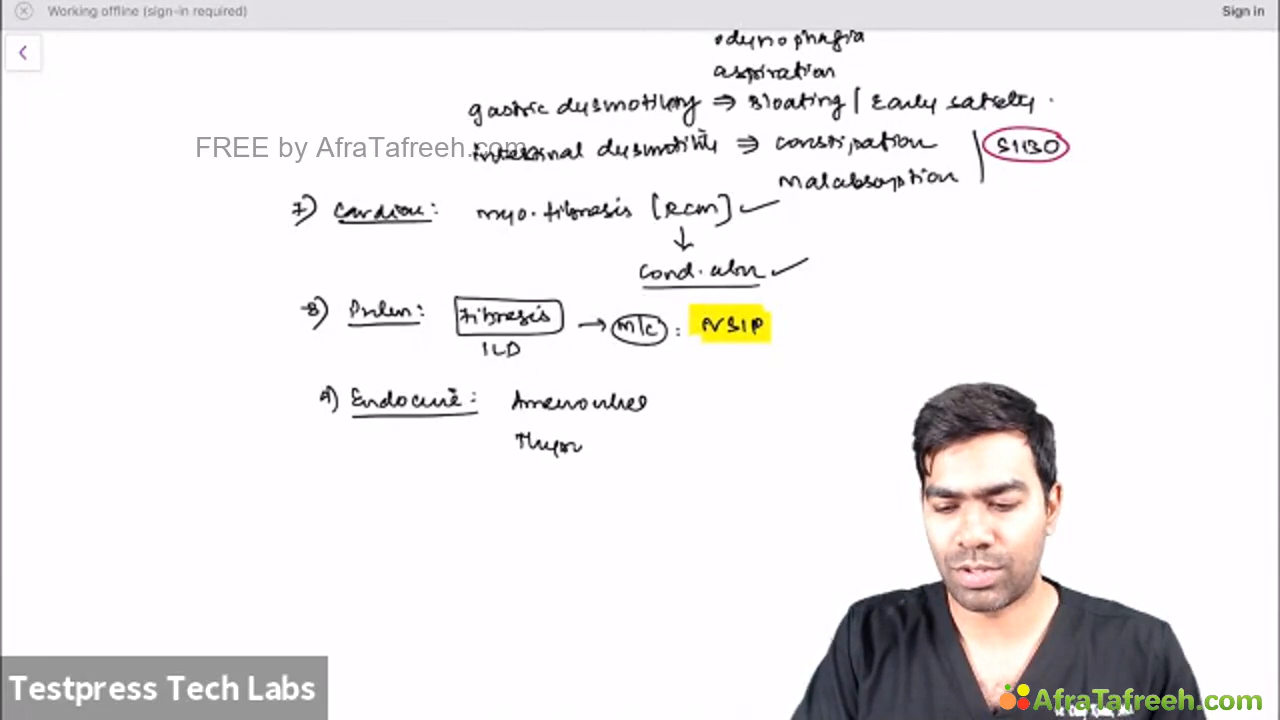 Working offline (sign-in required)
Sign in
odynophagia
aspiration
gastric dysmotility ⇒ Bloating / Early satiety.
FREE by AfraTafreeh.com
intestinal dysmotility ⇒ constipation
SIBO
Malabsoption
7) Cardiac: myo. fibrosis [RCM] ✓
↓
Cond. abn ✓
8) Pulm: Fibrosis → M/C : NSIP
ILD
9) Endocrine: Amenorrhea
Thyro
Testpress Tech Labs
AfraTafreeh.com